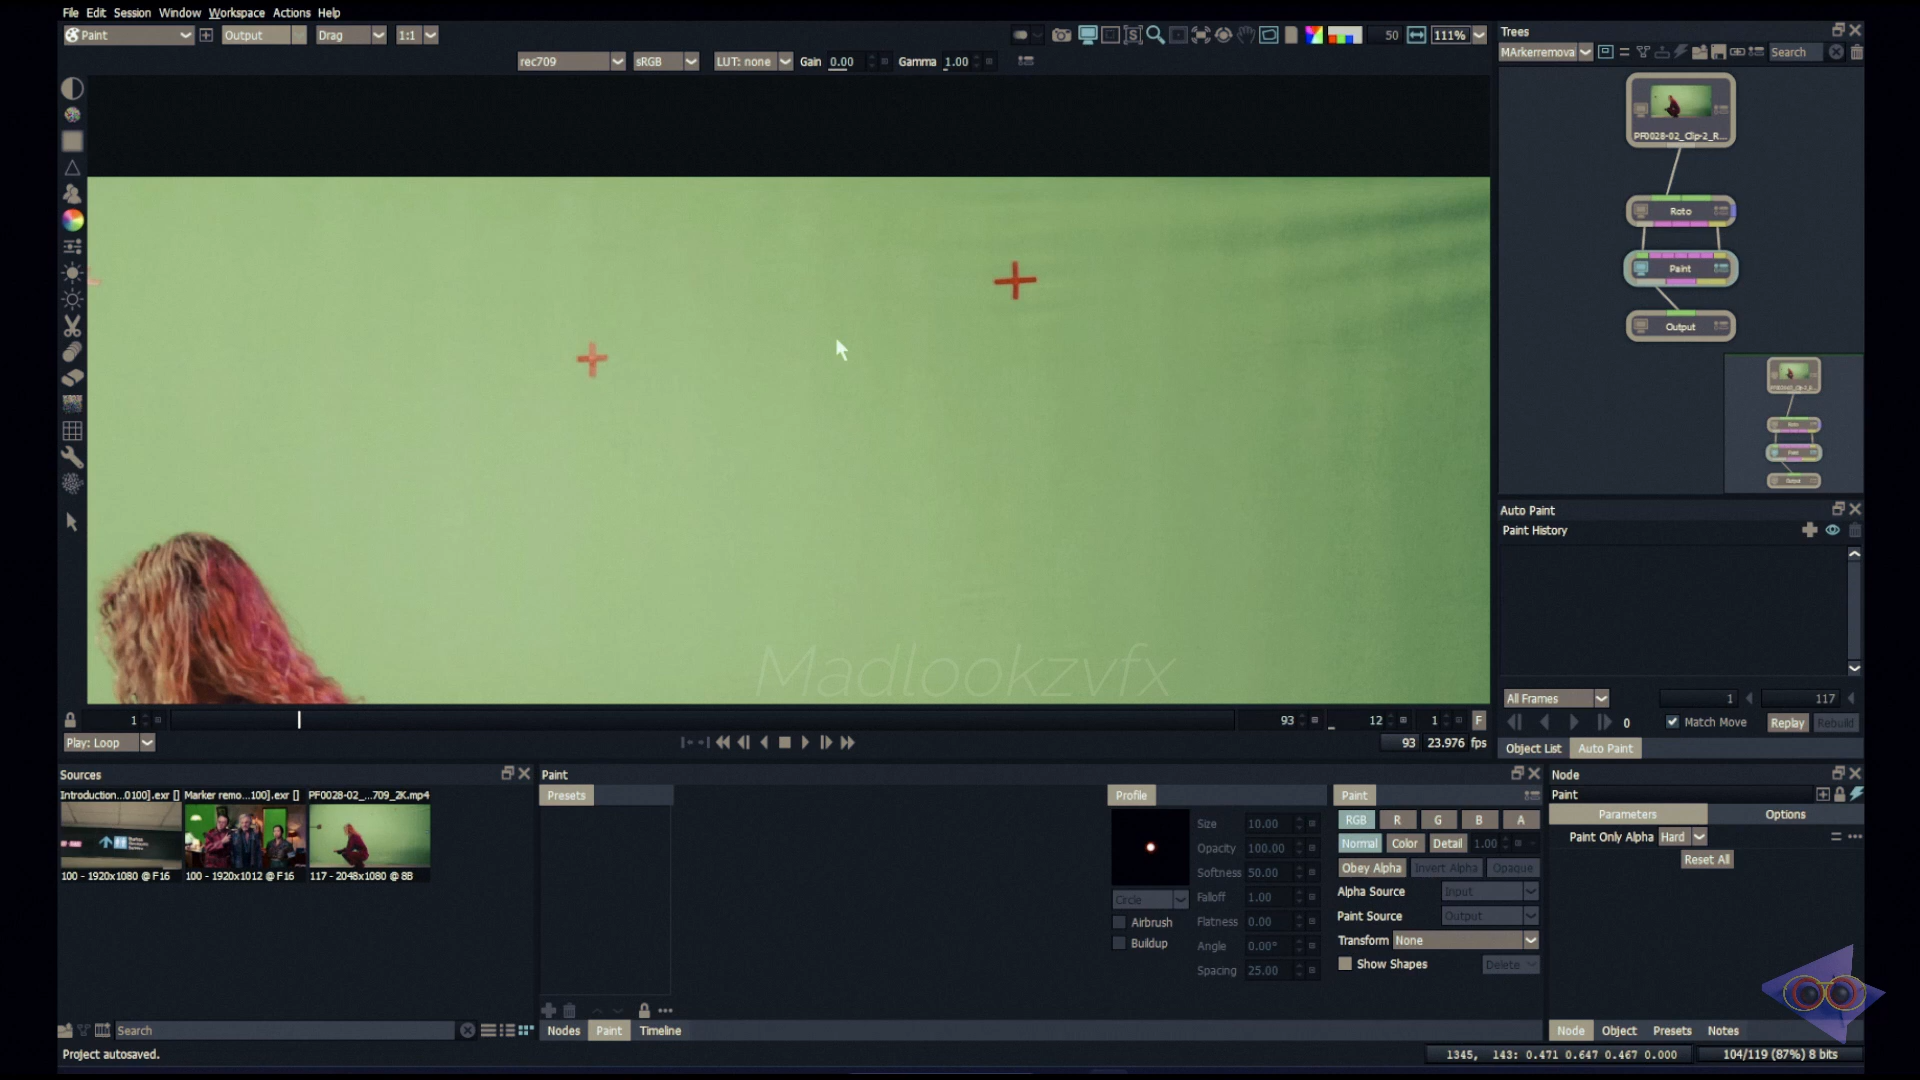 File Edit Session Window Workspace Actions Help
Paint Output Drag 1:1 50 111%
rec709 sRGB LUT: none Gain 0.00 Gamma 1.00
Trees
MArkerremova Search
PF0028-02_Clip-2_R...
Roto
Paint
Output
Madlookzvfx
Auto Paint
Paint History
All Frames 1 117
0 Match Move Replay Rebuild
Object List Auto Paint
1 93 12 1 F
Play: Loop 93 23.976 fps
Sources
Introduction...0100].exr [] Marker remo...100].exr [] PF0028-02_...709_2K.mp4
100 - 1920x1080 @ F16 100 - 1920x1012 @ F16 117 - 2048x1080 @ 8B
Search
Paint
Presets
Profile
Size 10.00
Opacity 100.00
Softness 50.00
Circle Falloff 1.00
Airbrush Flatness 0.00
Buildup Angle 0.00°
Spacing 25.00
Paint
RGB R G B A
Normal Color Detail 1.00
Obey Alpha Invert Alpha Opaque
Alpha Source Input
Paint Source Output
Transform None
Show Shapes Delete
Nodes Paint Timeline
Node
Paint
Parameters Options
Paint Only Alpha Hard
Reset All
Node Object Presets Notes
Project autosaved.
1345, 143: 0.471 0.647 0.467 0.000 104/119 (87%) 8 bits